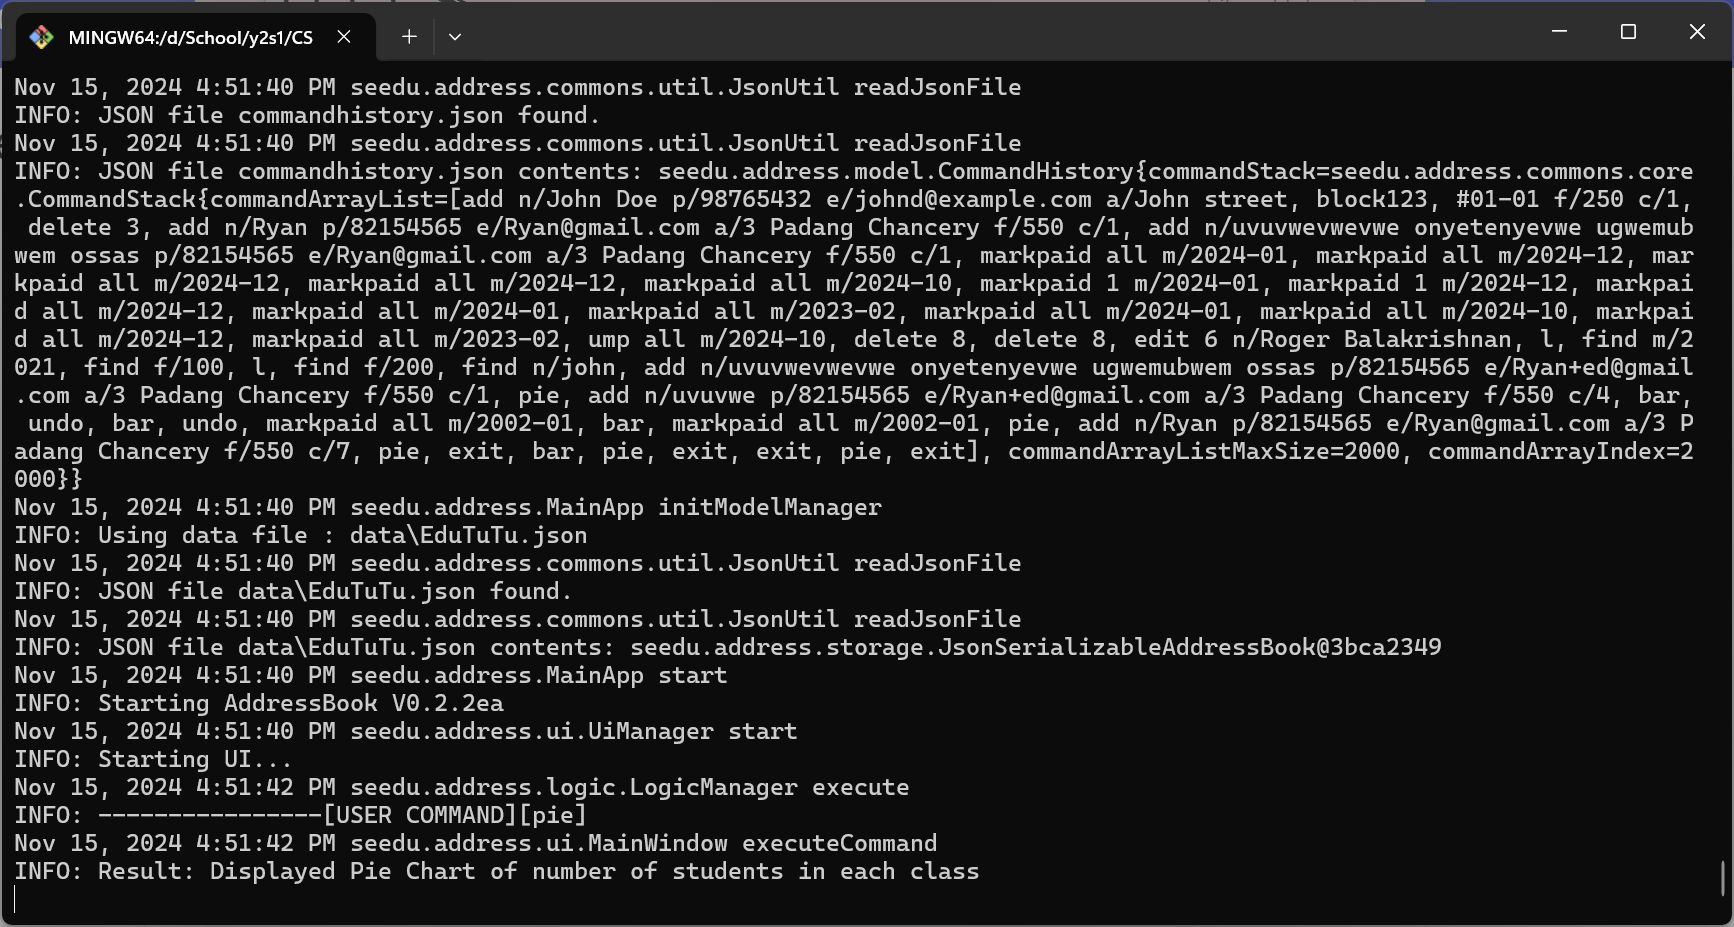 MINGW64:/d/School/y2s1/CS
Nov 15, 2024 4:51:40 PM seedu.address.commons.util.JsonUtil readJsonFile
INFO: JSON file commandhistory.json found.
Nov 15, 2024 4:51:40 PM seedu.address.commons.util.JsonUtil readJsonFile
INFO: JSON file commandhistory.json contents: seedu.address.model.CommandHistory{commandStack=seedu.address.commons.core
.CommandStack{commandArrayList=[add n/John Doe p/98765432 e/johnd@example.com a/John street, block123, #01-01 f/250 c/1,
 delete 3, add n/Ryan p/82154565 e/Ryan@gmail.com a/3 Padang Chancery f/550 c/1, add n/uvuvwevwevwe onyetenyevwe ugwemub
wem ossas p/82154565 e/Ryan@gmail.com a/3 Padang Chancery f/550 c/1, markpaid all m/2024-01, markpaid all m/2024-12, mar
kpaid all m/2024-12, markpaid all m/2024-12, markpaid all m/2024-10, markpaid 1 m/2024-01, markpaid 1 m/2024-12, markpai
d all m/2024-12, markpaid all m/2024-01, markpaid all m/2023-02, markpaid all m/2024-01, markpaid all m/2024-10, markpai
d all m/2024-12, markpaid all m/2023-02, ump all m/2024-10, delete 8, delete 8, edit 6 n/Roger Balakrishnan, l, find m/2
021, find f/100, l, find f/200, find n/john, add n/uvuvwevwevwe onyetenyevwe ugwemubwem ossas p/82154565 e/Ryan+ed@gmail
.com a/3 Padang Chancery f/550 c/1, pie, add n/uvuvwe p/82154565 e/Ryan+ed@gmail.com a/3 Padang Chancery f/550 c/4, bar,
 undo, bar, undo, markpaid all m/2002-01, bar, markpaid all m/2002-01, pie, add n/Ryan p/82154565 e/Ryan@gmail.com a/3 P
adang Chancery f/550 c/7, pie, exit, bar, pie, exit, exit, pie, exit], commandArrayListMaxSize=2000, commandArrayIndex=2
000}}
Nov 15, 2024 4:51:40 PM seedu.address.MainApp initModelManager
INFO: Using data file : data\EduTuTu.json
Nov 15, 2024 4:51:40 PM seedu.address.commons.util.JsonUtil readJsonFile
INFO: JSON file data\EduTuTu.json found.
Nov 15, 2024 4:51:40 PM seedu.address.commons.util.JsonUtil readJsonFile
INFO: JSON file data\EduTuTu.json contents: seedu.address.storage.JsonSerializableAddressBook@3bca2349
Nov 15, 2024 4:51:40 PM seedu.address.MainApp start
INFO: Starting AddressBook V0.2.2ea
Nov 15, 2024 4:51:40 PM seedu.address.ui.UiManager start
INFO: Starting UI...
Nov 15, 2024 4:51:42 PM seedu.address.logic.LogicManager execute
INFO: ----------------[USER COMMAND][pie]
Nov 15, 2024 4:51:42 PM seedu.address.ui.MainWindow executeCommand
INFO: Result: Displayed Pie Chart of number of students in each class